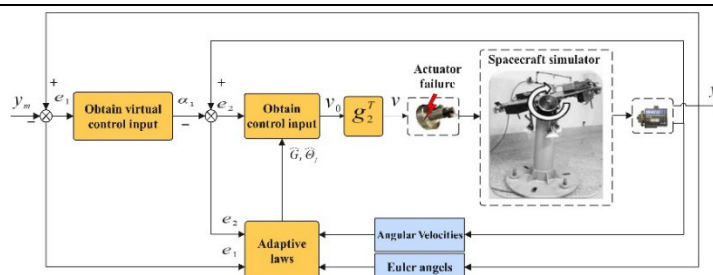 Actuator
failure
Spacecraft simulator
+
+
y_m
−
e_1
Obtain virtual
control input
α_1
−
e_2
Obtain
control input
v_0
g_2^T
v
y
e_2
e_1
Adaptive
laws
Angular Velocities
Euler angels